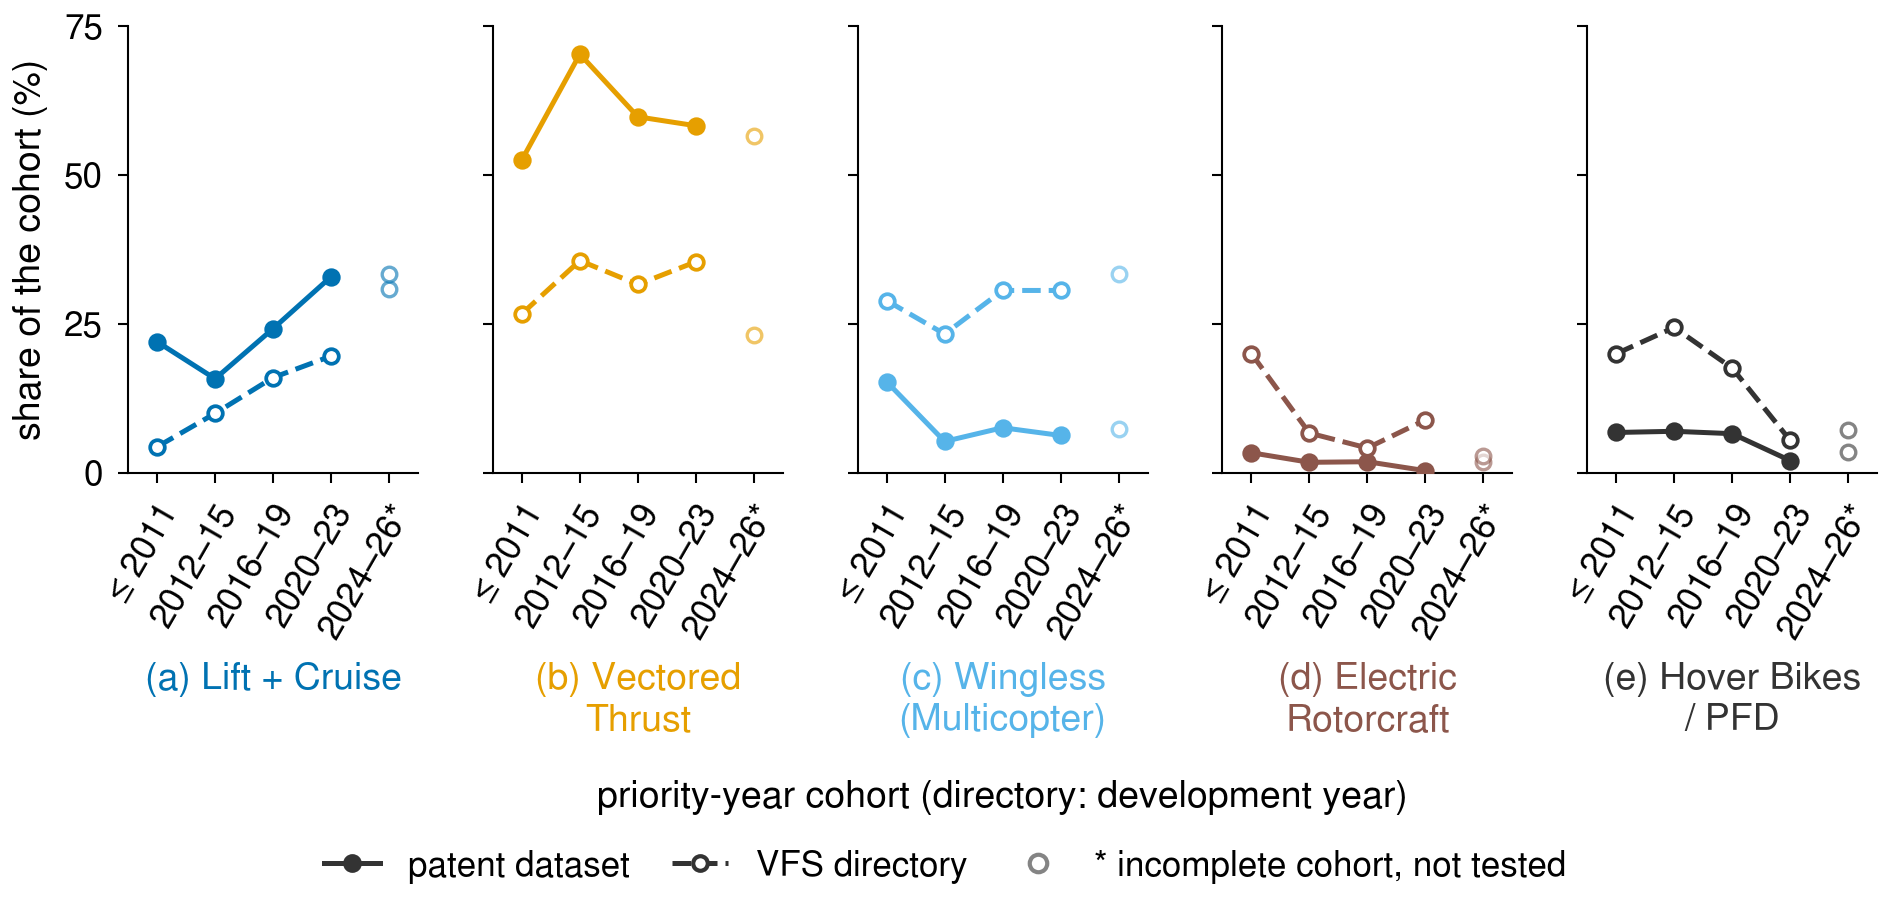 share of the cohort (%)
75
50
25
0
≤ 2011
2012–15
2016–19
2020–23
2024–26*
≤ 2011
2012–15
2016–19
2020–23
2024–26*
≤ 2011
2012–15
2016–19
2020–23
2024–26*
≤ 2011
2012–15
2016–19
2020–23
2024–26*
≤ 2011
2012–15
2016–19
2020–23
2024–26*
(a) Lift + Cruise
(b) Vectored
Thrust
(c) Wingless
(Multicopter)
(d) Electric
Rotorcraft
(e) Hover Bikes
/ PFD
priority-year cohort (directory: development year)
patent dataset
VFS directory
* incomplete cohort, not tested